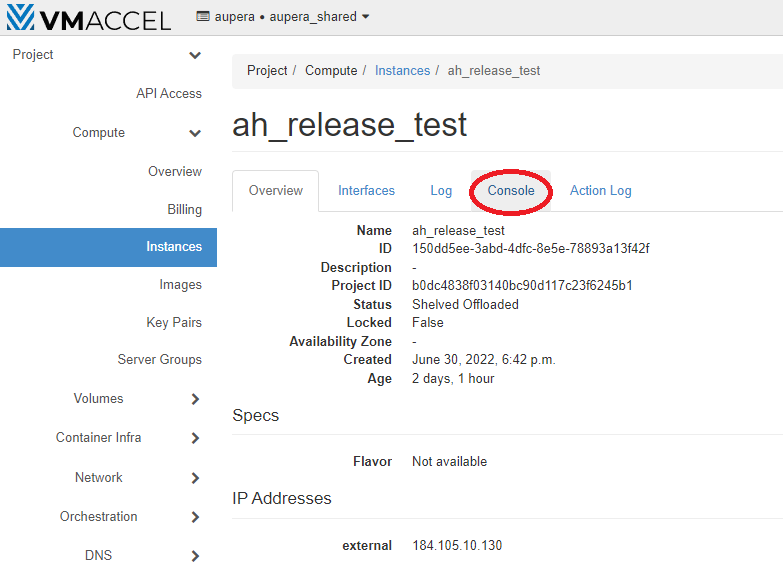 VMACCEL
aupera • aupera_shared
Project
API Access
Compute
Overview
Billing
Instances
Images
Key Pairs
Server Groups
Volumes
Container Infra
Network
Orchestration
DNS
Project / Compute / Instances / ah_release_test
ah_release_test
Overview Interfaces Log Console Action Log
Name ah_release_test
ID 150dd5ee-3abd-4dfc-8e5e-78893a13f42f
Description -
Project ID b0dc4838f03140bc90d117c23f6245b1
Status Shelved Offloaded
Locked False
Availability Zone -
Created June 30, 2022, 6:42 p.m.
Age 2 days, 1 hour
Specs
Flavor Not available
IP Addresses
external 184.105.10.130